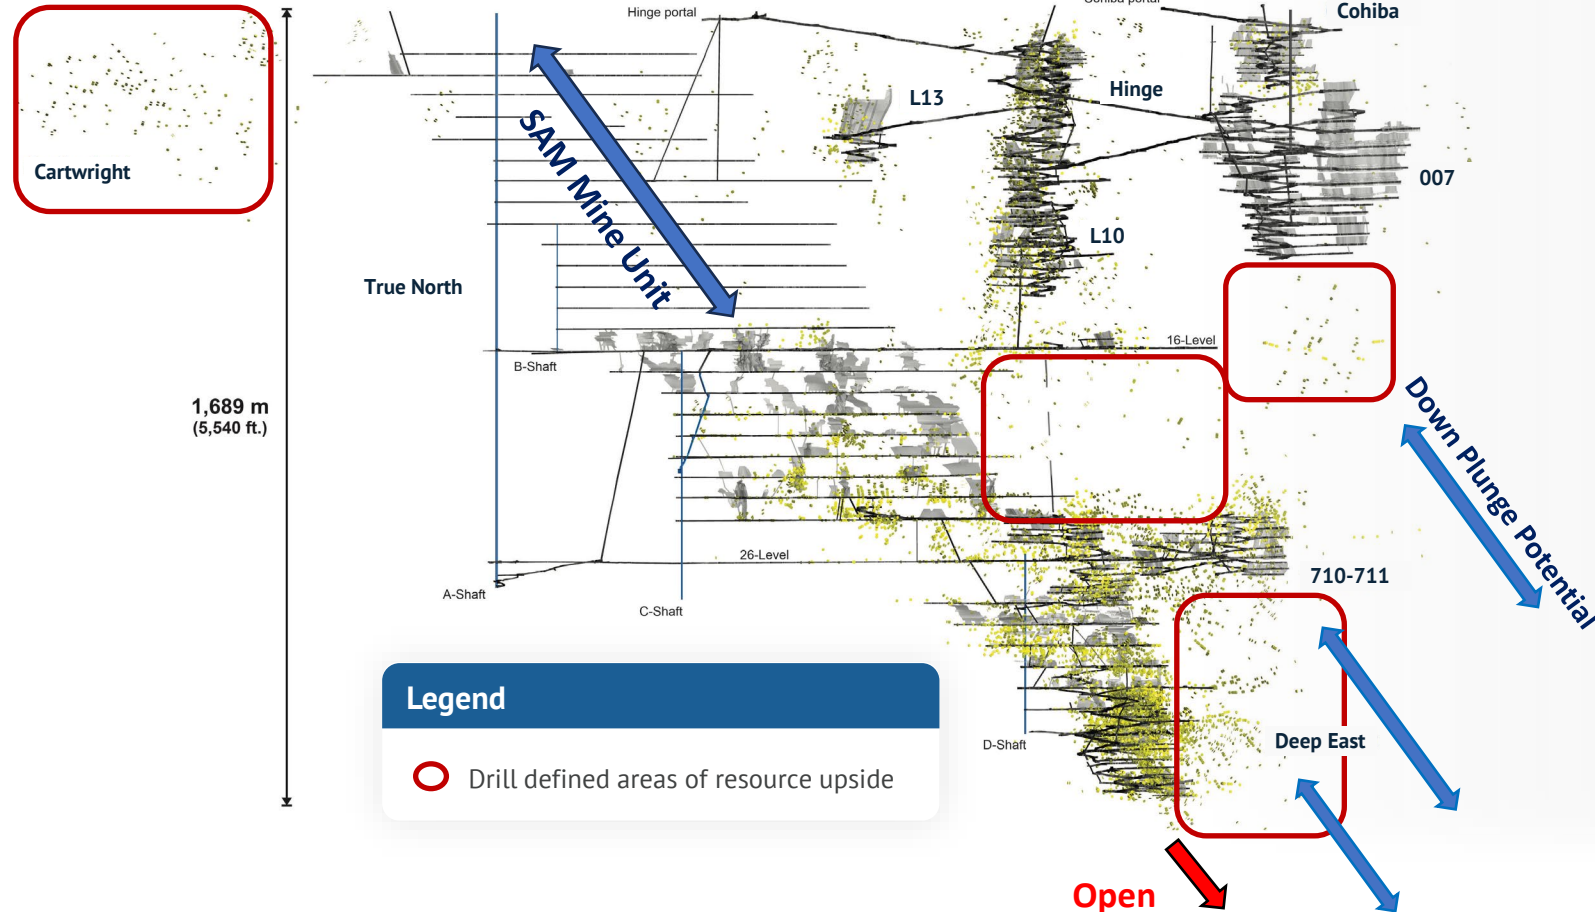 Hinge portal
Cohiba portal
Cohiba
L13
Hinge
SAM Mine Unit
Cartwright
007
L10
True North
16-Level
B-Shaft
1,689 m
(5,540 ft.)
Down Plunge Potential
26-Level
710-711
A-Shaft
C-Shaft
Legend
Drill defined areas of resource upside
D-Shaft
Deep East
Open